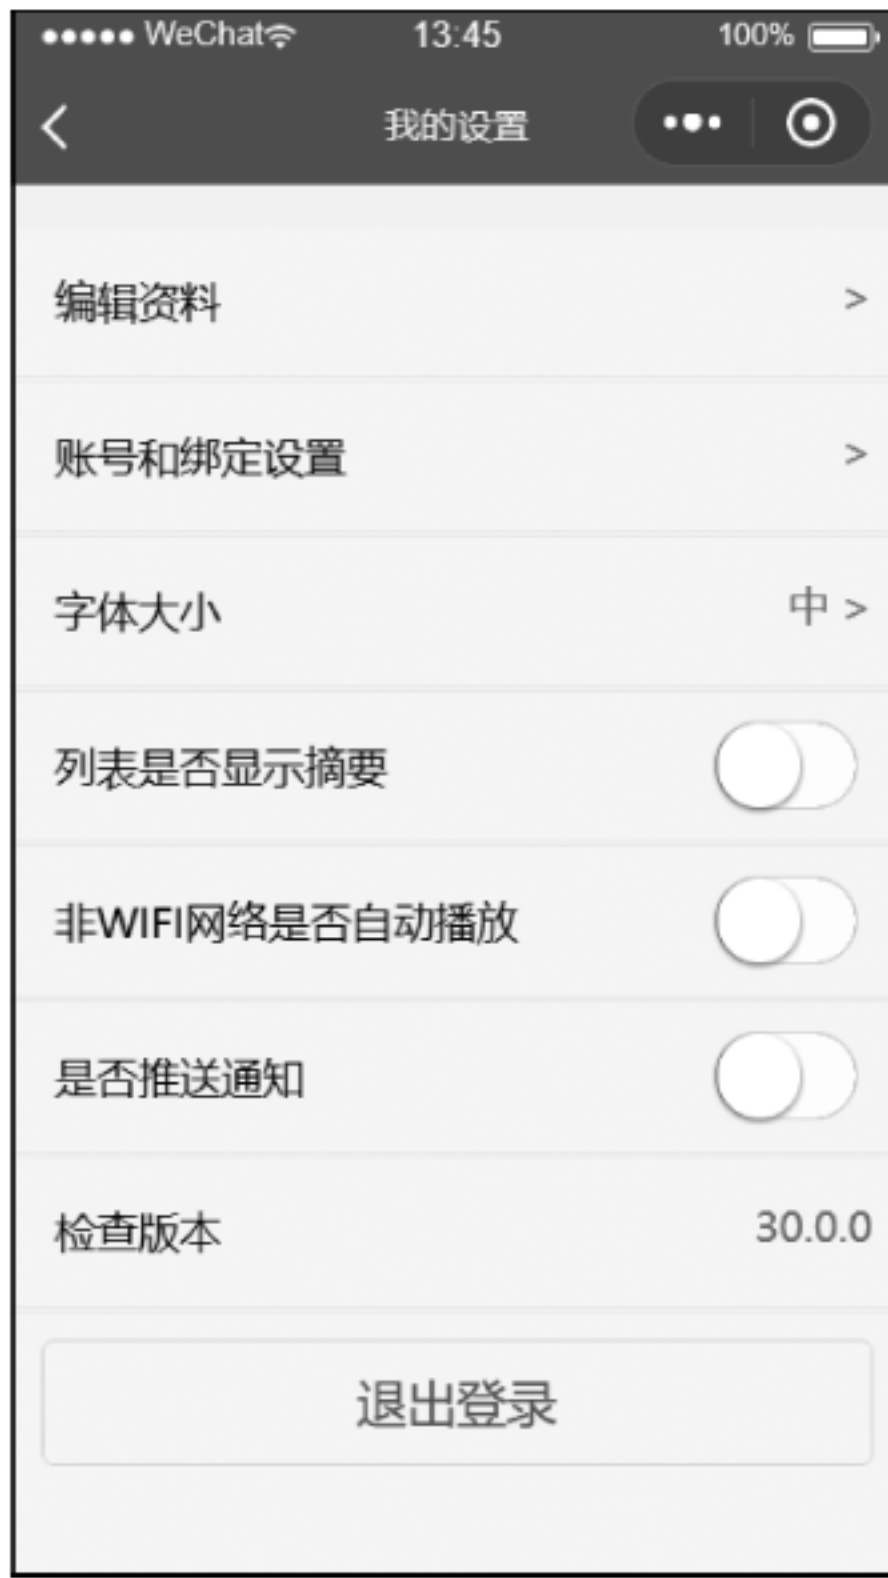 WeChat 13:45 100%
我的设置
编辑资料 >
账号和绑定设置 >
字体大小 中 >
列表是否显示摘要
非WIFI网络是否自动播放
是否推送通知
检查版本 30.0.0
退出登录